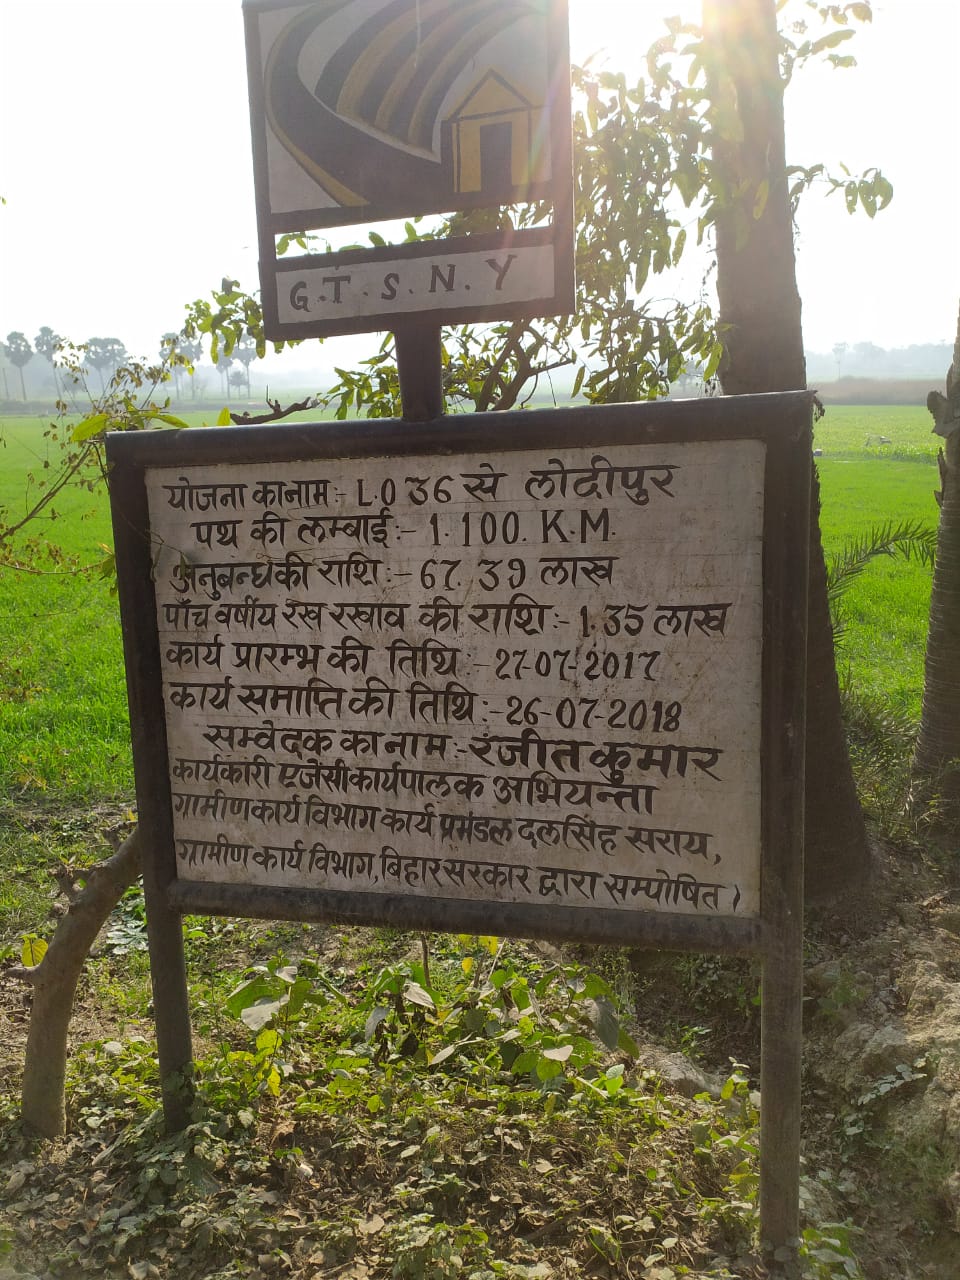 G.T.S.N.Y
योजना का नाम:- L.O 36 से लोदीपुर
पथ की लम्बाई:- 1.100. K.M.
अनुबन्ध की राशि:- 67.39 लाख
पाँच वर्षीय रख रखाव की राशि:- 1.35 लाख
कार्य प्रारम्भ की तिथि:- 27-07-2017
कार्य समाप्ति की तिथि:- 26-07-2018
सम्वेदक का नाम:- रंजीत कुमार
कार्यकारी एजेंसी कार्यपालक अभियन्ता
ग्रामीण कार्य विभाग कार्य प्रमंडल दलसिंह सराय,
ग्रामीण कार्य विभाग, बिहार सरकार द्वारा सम्पोषित।